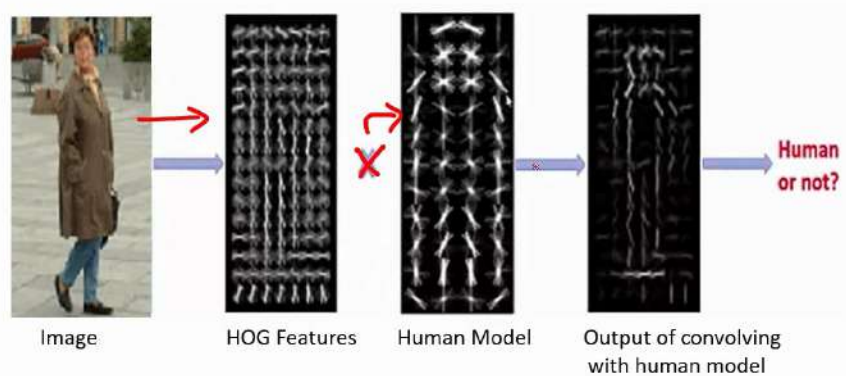 Human
or not?
Image
HOG Features
Human Model
Output of convolving
with human model